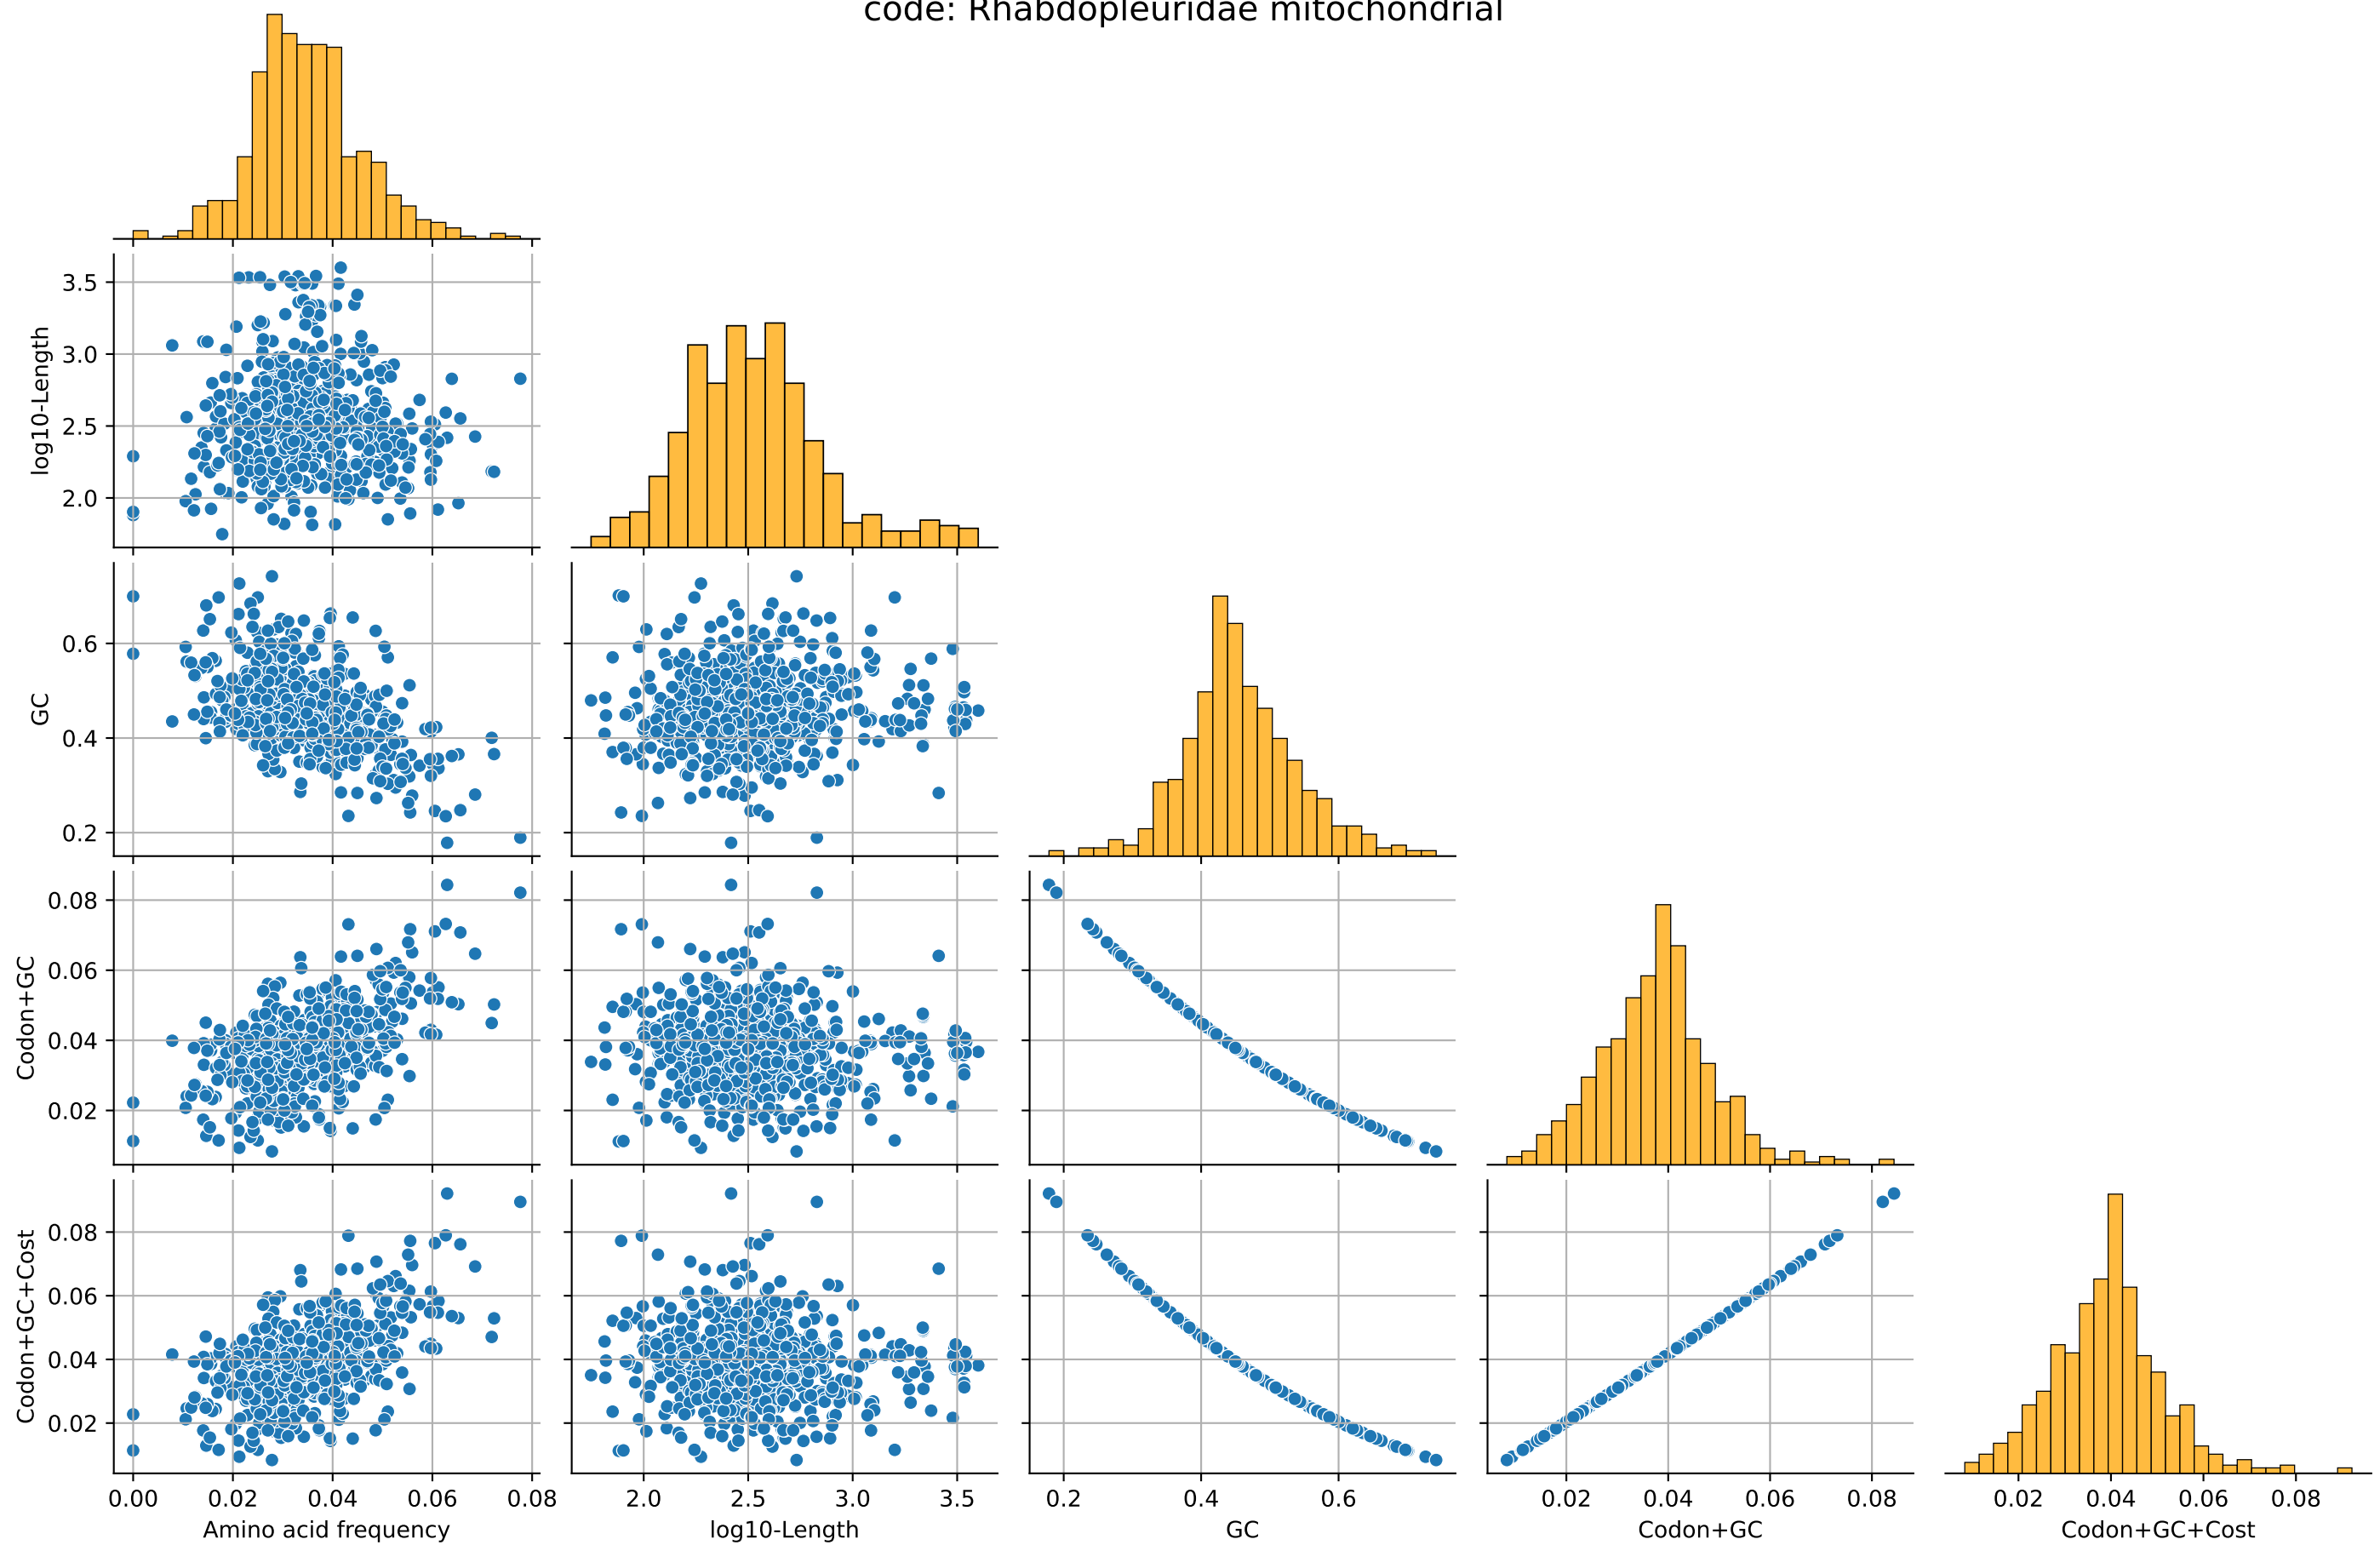 code: Rhabdopleuridae mitochondrial
3.5
3.0
2.5
2.0
log10-Length
0.6
0.4
0.2
GC
0.08
0.06
0.04
0.02
Codon+GC
0.08
0.06
0.04
0.02
Codon+GC+Cost
0.00 0.02 0.04 0.06 0.08 2.0 2.5 3.0 3.5 0.2 0.4 0.6 0.02 0.04 0.06 0.08 0.02 0.04 0.06 0.08
Amino acid frequency log10-Length GC Codon+GC Codon+GC+Cost